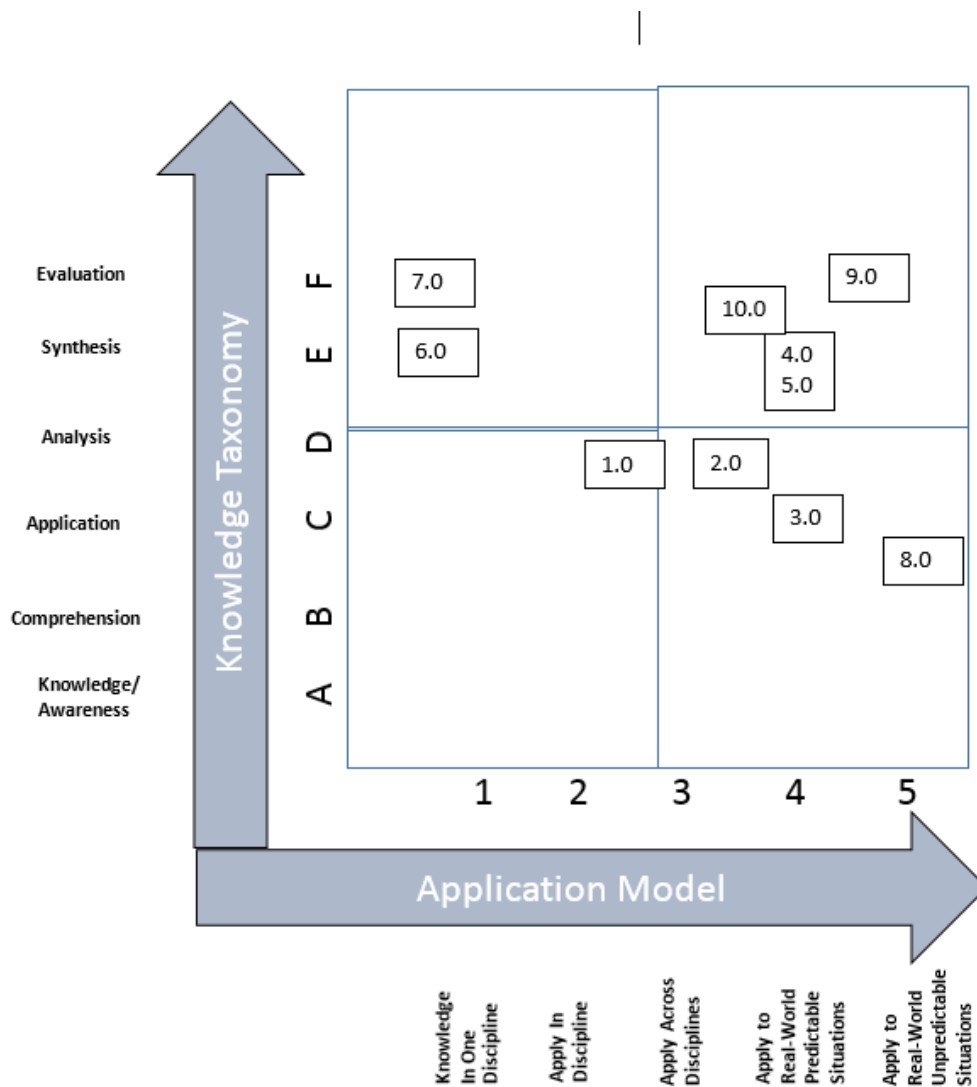 Evaluation
Synthesis
Analysis
Application
Comprehension
Knowledge/
Awareness
Knowledge Taxonomy
F
E
D
C
B
A
7.0
9.0
10.0
6.0
4.0
5.0
1.0
2.0
3.0
8.0
1
2
3
4
5
Application Model
Knowledge
In One
Discipline
Apply In
Discipline
Apply Across
Disciplines
Apply to
Real-World
Predictable
Situations
Apply to
Real-World
Unpredictable
Situations